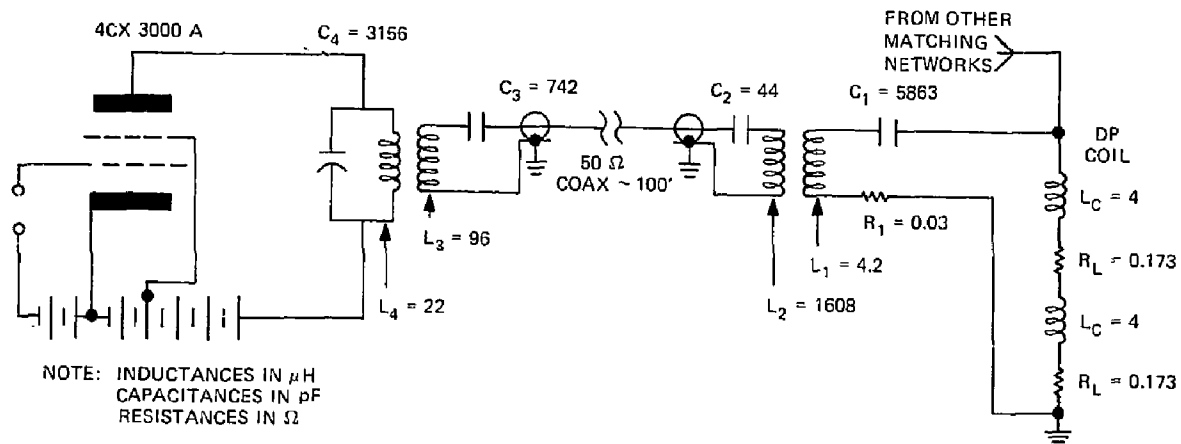 4CX 3000 A
C4 = 3156
FROM OTHER
MATCHING
NETWORKS
C3 = 742
C2 = 44
C1 = 5863
DP
COIL
50 Ω
COAX ~ 100'
LC = 4
R1 = 0.03
L3 = 96
RL = 0.173
L1 = 4.2
L4 = 22
L2 = 1608
LC = 4
RL = 0.173
NOTE: INDUCTANCES IN μH
CAPACITANCES IN pF
RESISTANCES IN Ω